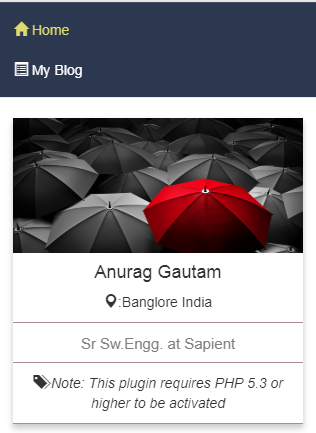 Home
My Blog
Anurag Gautam
:Banglore India
Sr Sw.Engg. at Sapient
Note: This plugin requires PHP 5.3 or
higher to be activated